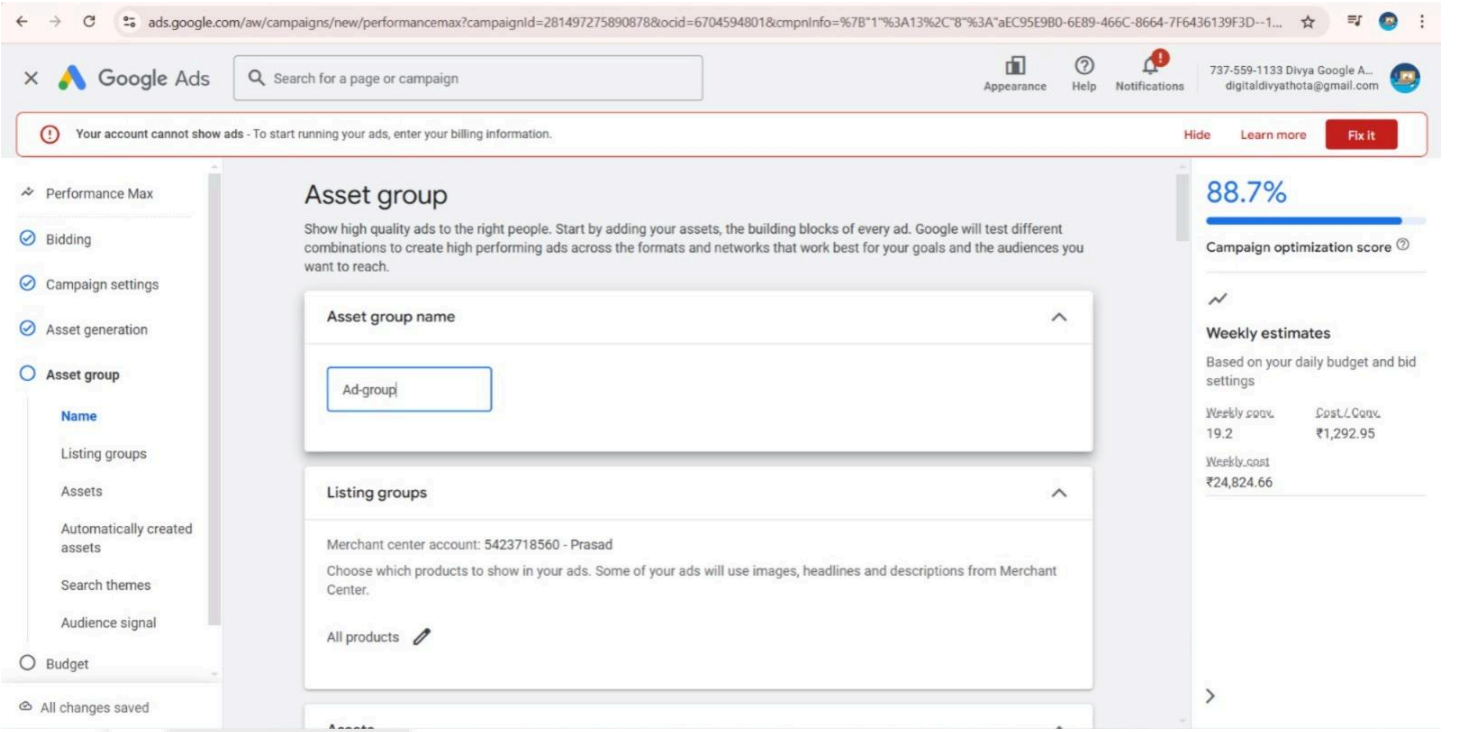 ads.google.com/aw/campaigns/new/performancemax?campaignId=281497275890878&ocid=6704594801&cmpnInfo=%7B"1"%3A13%2C"8"%3A"aEC95E9B0-6E89-466C-8664-7F6436139F3D--1...
Google Ads
Search for a page or campaign
Appearance
Help
Notifications
737-559-1133 Divya Google A...
digitaldivyathota@gmail.com
Your account cannot show ads - To start running your ads, enter your billing information.
Hide
Learn more
Fix it
Performance Max
Bidding
Campaign settings
Asset generation
Asset group
Name
Listing groups
Assets
Automatically created
assets
Search themes
Audience signal
Budget
All changes saved
Asset group
Show high quality ads to the right people. Start by adding your assets, the building blocks of every ad. Google will test different
combinations to create high performing ads across the formats and networks that work best for your goals and the audiences you
want to reach.
Asset group name
Ad-group
Listing groups
Merchant center account: 5423718560 - Prasad
Choose which products to show in your ads. Some of your ads will use images, headlines and descriptions from Merchant
Center.
All products
Assets
88.7%
Campaign optimization score
Weekly estimates
Based on your daily budget and bid
settings
Weekly conv. Cost / Conv.
19.2 ₹1,292.95
Weekly cost
₹24,824.66